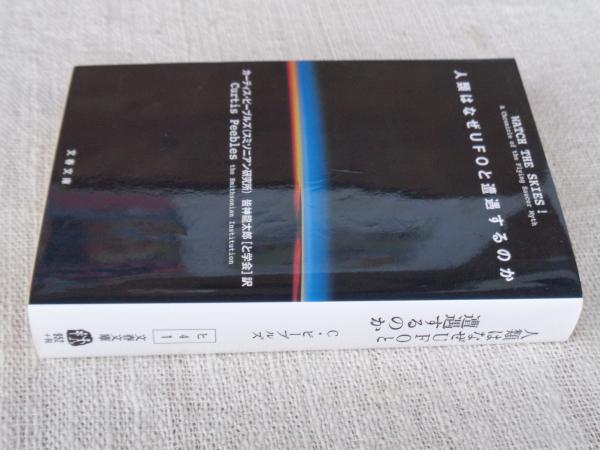 WATCH THE SKIES!
A Chronicle of the Flying Saucer Myth
人類はなぜUFOと遭遇するのか
カーティス・ピーブルズ(スミソニアン研究所) 皆神龍太郎[と学会]訳
Curtis Peebles the Smithsonian Institution
文春文庫
人類はなぜUFOと
遭遇するのか
C・ピーブルズ
ヒ 4 1
文春文庫